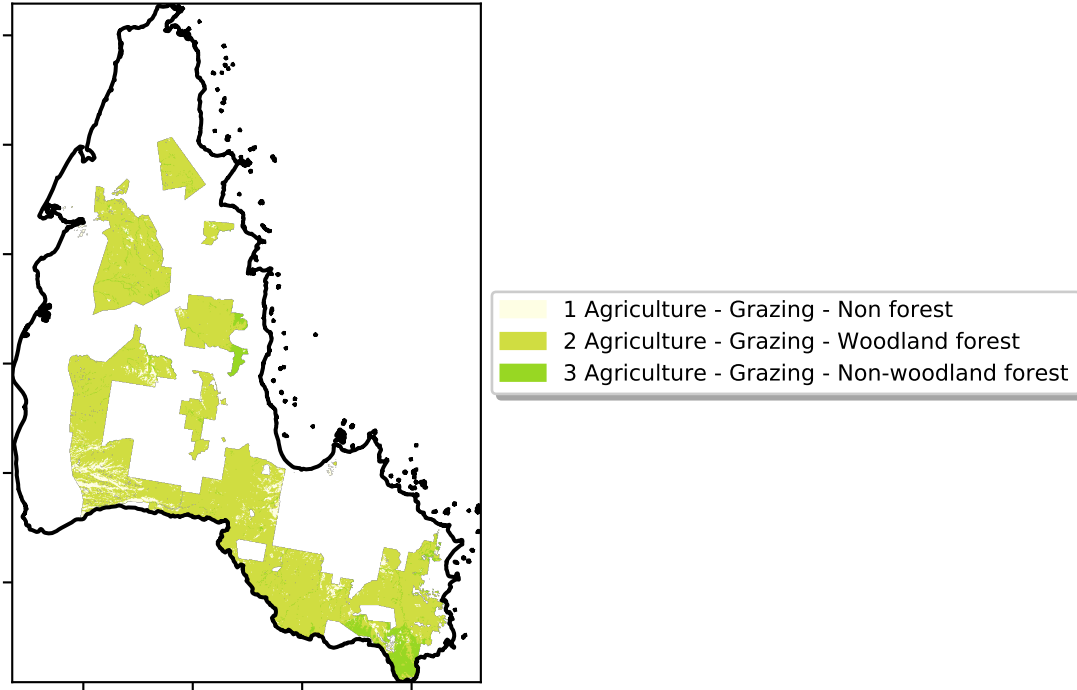 1 Agriculture - Grazing - Non forest
2 Agriculture - Grazing - Woodland forest
3 Agriculture - Grazing - Non-woodland forest